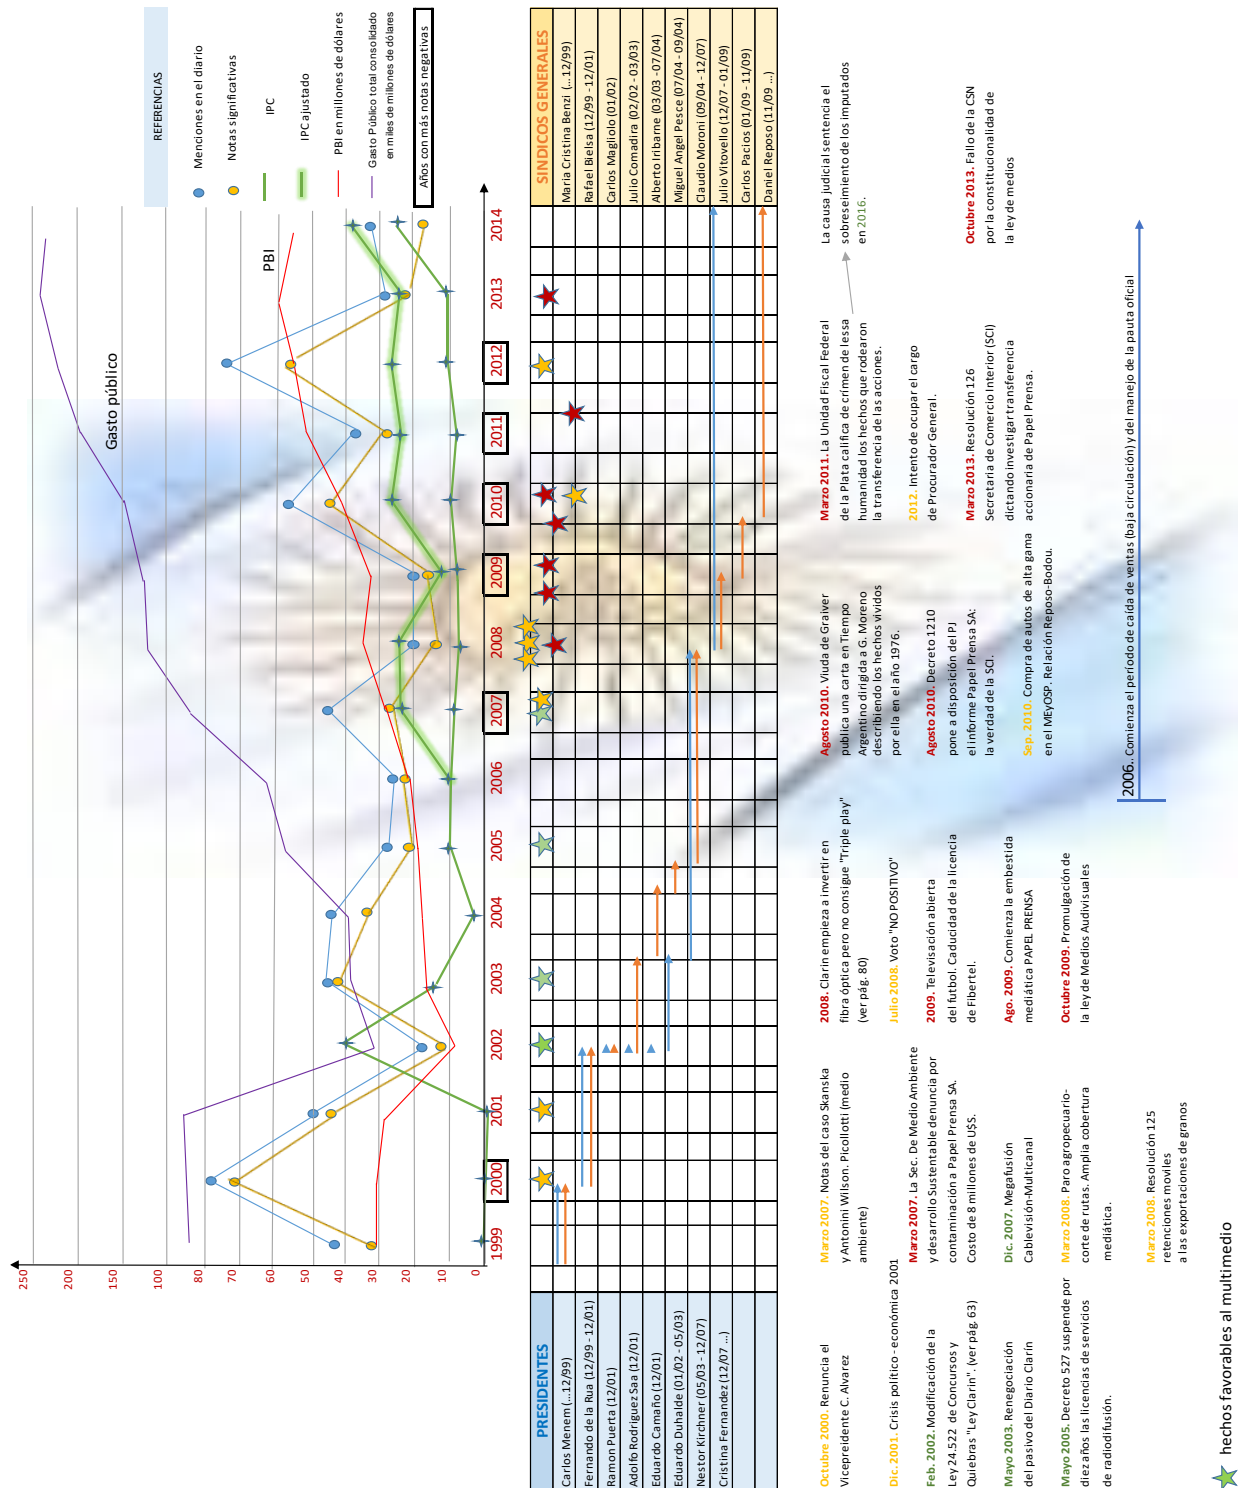 REFERENCIAS
Menciones en el diario
Notas significativas
IPC
IPC ajustado
PBI en millones de dólares
Gasto Público total consolidado
en miles de millones de dólares
Años con más notas negativas
Gasto público
PBI
250
200
150
100
80
70
60
50
40
30
20
10
0
1999
2000
2001
2002
2003
2004
2005
2006
2007
2008
2009
2010
2011
2012
2013
2014
PRESIDENTES
Carlos Menem (...12/99)
Fernando de la Rua (12/99 - 12/01)
Ramon Puerta (12/01)
Adolfo Rodriguez Saa (12/01)
Eduardo Camaño (12/01)
Eduardo Duhalde (01/02 - 05/03)
Nestor Kirchner (05/03 - 12/07)
Cristina Fernandez (12/07 ...)
SINDICOS GENERALES
Maria Cristina Benzi (...12/99)
Rafael Bielsa (12/99 - 12/01)
Carlos Magliolo (01/02)
Julio Comadira (02/02 - 03/03)
Alberto Iribarne (03/03 - 07/04)
Miguel Angel Pesce (07/04 - 09/04)
Claudio Moroni (09/04 - 12/07)
Julio Vitovello (12/07 - 01/09)
Carlos Pacios (01/09 - 11/09)
Daniel Reposo (11/09 ...)
Octubre 2000. Renuncia el
Vicepreidente C. Alvarez
Dic. 2001. Crisis político - económica 2001
Feb. 2002. Modificación de la
Ley 24.522 de Concursos y
Quiebras "Ley Clarín". (ver pág. 63)
Mayo 2003. Renegociación
del pasivo del Diario Clarín
Mayo 2005. Decreto 527 suspende por
diez años las licencias de servicios
de radiodifusión.
Marzo 2007. Notas del caso Skanska
y Antonini Wilson. Picollotti (medio
ambiente)
Marzo 2007. La Sec. De Medio Ambiente
y desarrollo Sustentable denuncia por
contaminación a Papel Prensa SA.
Costo de 8 millones de U$S.
Dic. 2007. Megafusión
Cablevisión-Multicanal
Marzo 2008. Paro agropecuario-
corte de rutas. Amplia cobertura
mediática.
Marzo 2008. Resolución 125
retenciones moviles
a las exportaciones de granos
2008. Clarin empieza a invertir en
fibra óptica pero no consigue "Triple play"
(ver pág. 80)
Julio 2008. Voto "NO POSITIVO"
2009. Televisación abierta
del futbol. Caducidad de la licencia
de Fibertel.
Ago. 2009. Comienza la embestida
mediática PAPEL PRENSA
Octubre 2009. Promulgación de
la ley de Medios Audivisuales
Agosto 2010. Viuda de Graiver
publica una carta en Tiempo
Argentino dirigida a G. Moreno
describiendo los hechos vividos
por ella en el año 1976.
Agosto 2010. Decreto 1210
pone a disposición del PJ
el informe Papel Prensa SA:
la verdad de la SCI.
Sep. 2010. Compra de autos de alta gama
en el MEyOSP. Relación Reposo-Bodou.
Marzo 2011. La Unidad Fiscal Federal
de la Plata califica de crímen de lessa
humanidad los hechos que rodearon
la transferencia de las acciones.
2012. Intento de ocupar el cargo
de Procurador General.
Marzo 2013. Resolución 126
Secretaria de Comercio Interior (SCI)
dictando investigar transferencia
accionaria de Papel Prensa.
La causa judicial sentencia el
sobreseimiento de los imputados
en 2016.
Octubre 2013. Fallo de la CSN
por la constitucionalidad de
la ley de medios
2006. Comienza el período de caída de ventas (baja circulación) y del manejo de la pauta oficial
hechos favorables al multimedio